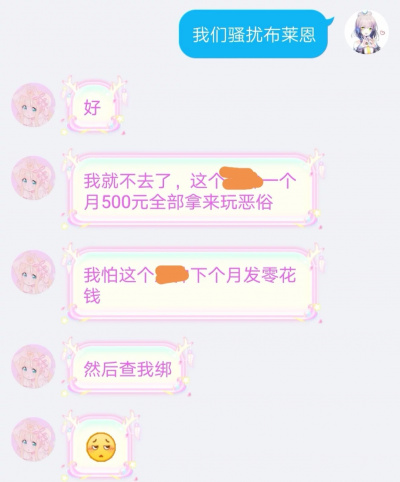 我们骚扰布莱恩
好
我就不去了，这个 一个
月500元全部拿来玩恶俗
我怕这个 下个月发零花
钱
然后查我绑